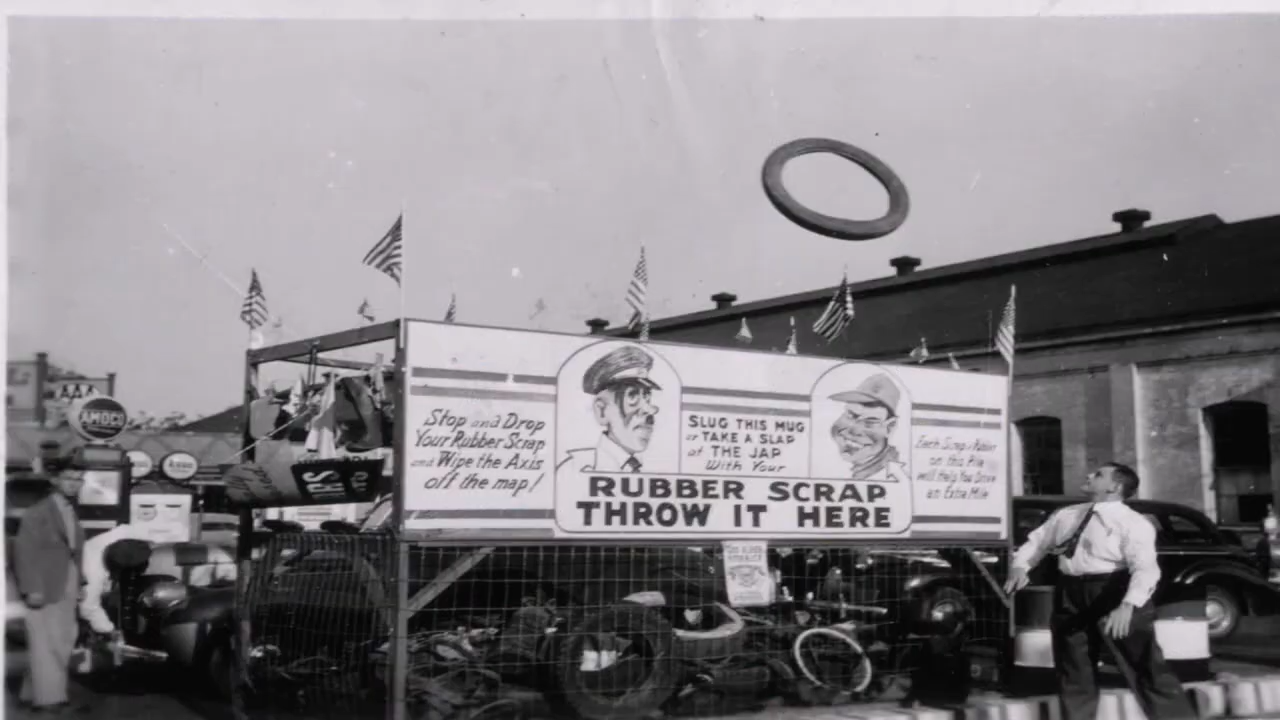 AAA
AMOCO
Stop and Drop
Your Rubber Scrap
and Wipe the Axis
off the map!
SLUG THIS MUG
or TAKE A SLAP
at THE JAP
With Your
RUBBER SCRAP
THROW IT HERE
Each Scrap of Rubber
on this Pile
will Help You Drive
an Extra Mile